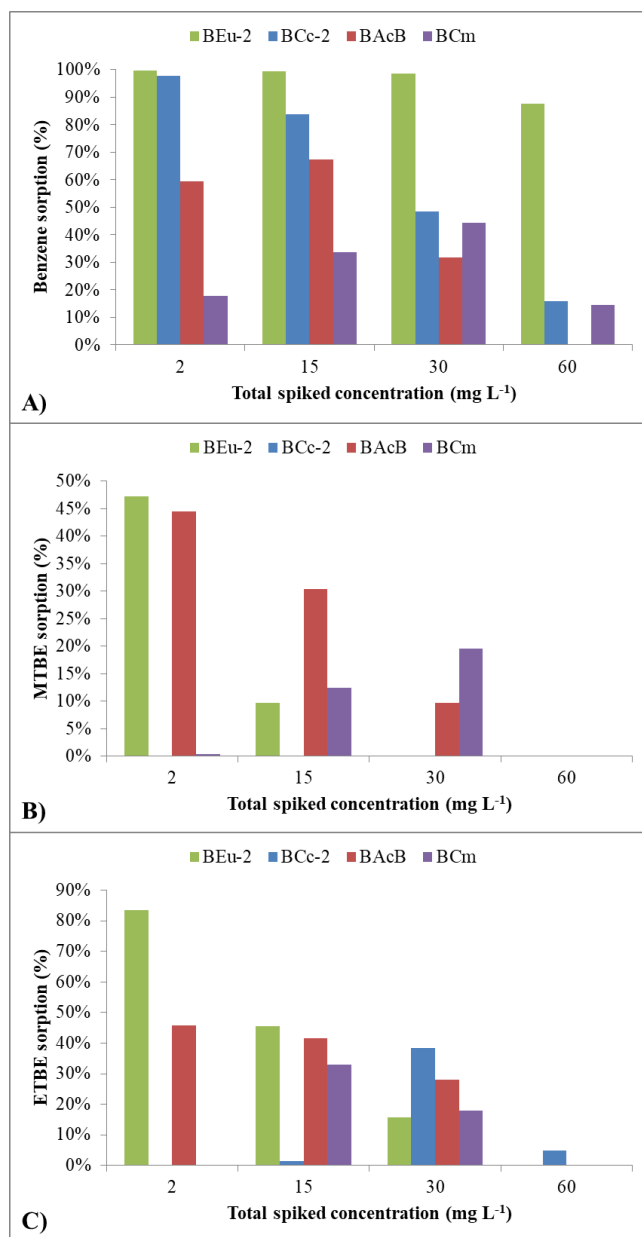 BEu-2 BCc-2 BAcB BCm
100%
90%
80%
70%
60%
50%
40%
30%
20%
10%
0%
Benzene sorption (%)
2 15 30 60
Total spiked concentration (mg L-1)
A)
BEu-2 BCc-2 BAcB BCm
50%
45%
40%
35%
30%
25%
20%
15%
10%
5%
0%
MTBE sorption (%)
2 15 30 60
Total spiked concentration (mg L-1)
B)
BEu-2 BCc-2 BAcB BCm
90%
80%
70%
60%
50%
40%
30%
20%
10%
0%
ETBE sorption (%)
2 15 30 60
Total spiked concentration (mg L-1)
C)